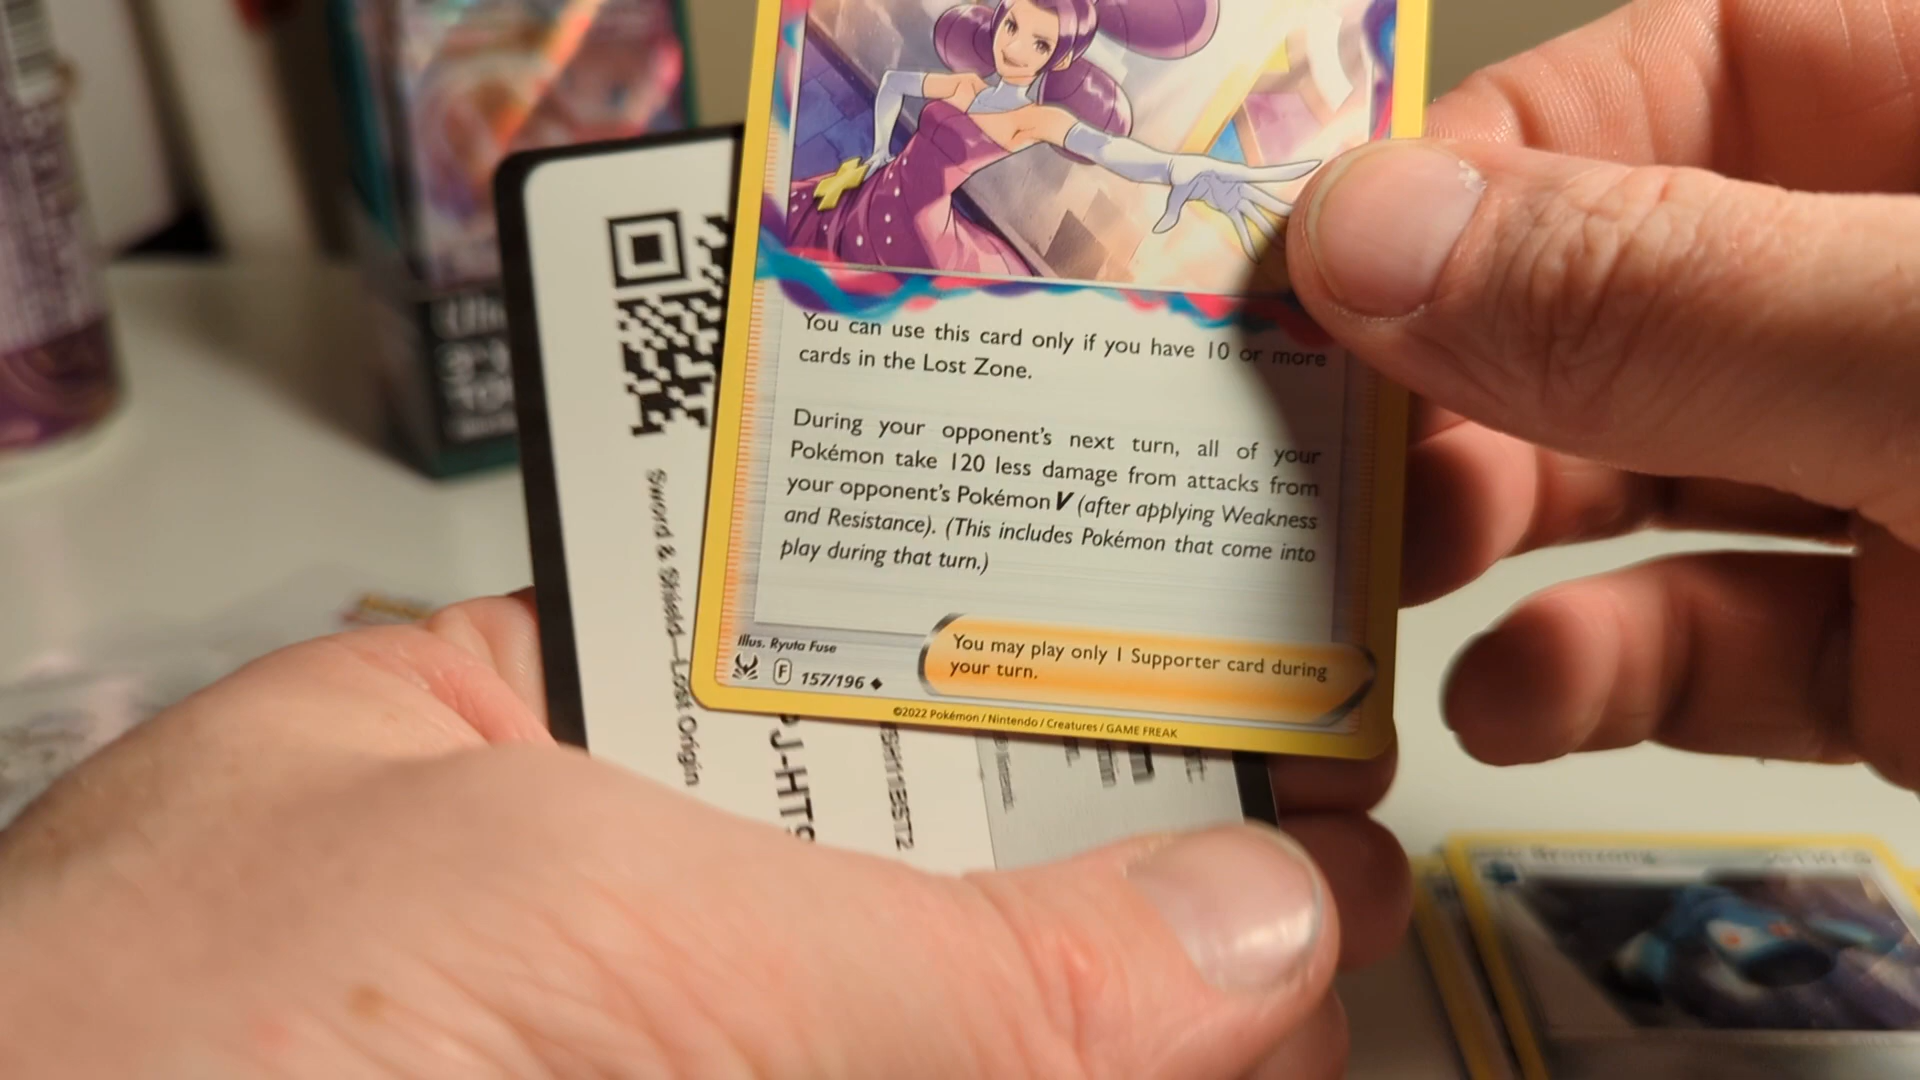 You can use this card only if you have 10 or more
cards in the Lost Zone.
During your opponent's next turn, all of your
Pokémon take 120 less damage from attacks from
your opponent's Pokémon V (after applying Weakness
and Resistance). (This includes Pokémon that come into
play during that turn.)
Illus. Ryuta Fuse
F 157/196
You may play only 1 Supporter card during
your turn.
©2022 Pokémon / Nintendo / Creatures / GAME FREAK
Sword & Shield—Lost Origin
Bronzong